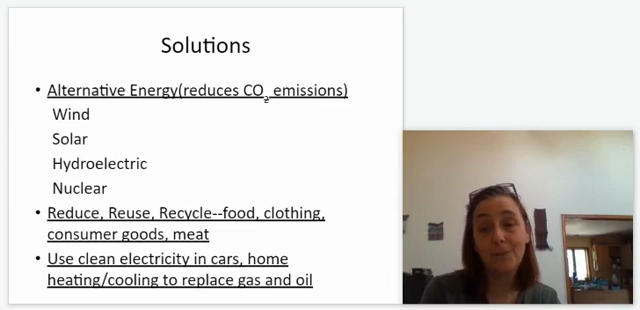 Solutions
• Alternative Energy(reduces CO₂ emissions)
Wind
Solar
Hydroelectric
Nuclear
• Reduce, Reuse, Recycle--food, clothing,
consumer goods, meat
• Use clean electricity in cars, home
heating/cooling to replace gas and oil